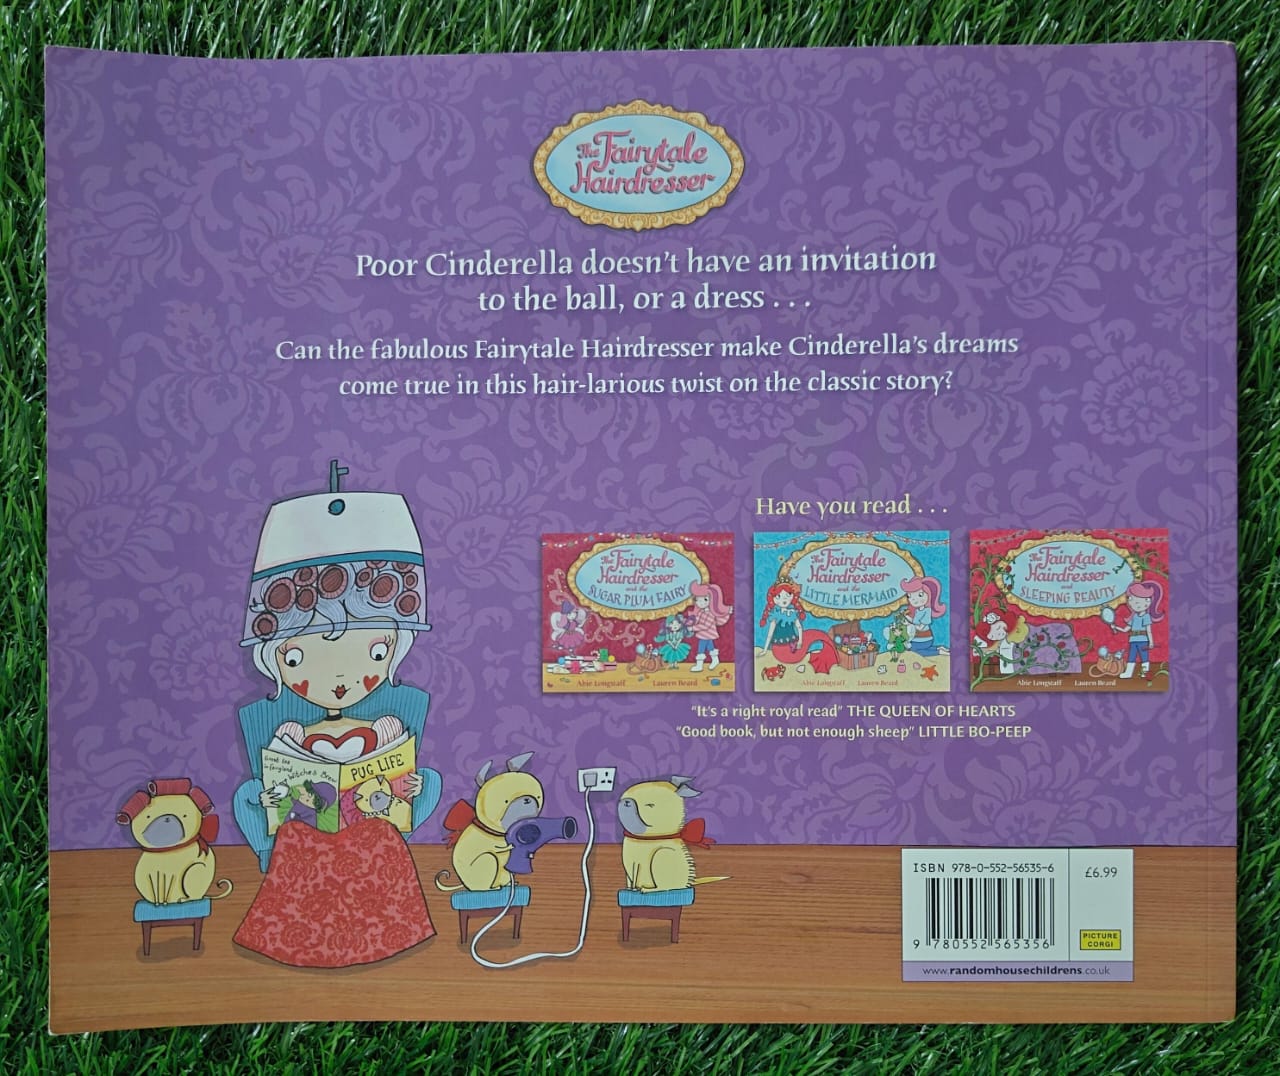 The Fairytale
Hairdresser
Poor Cinderella doesn't have an invitation
to the ball, or a dress . . .
Can the fabulous Fairytale Hairdresser make Cinderella's dreams
come true in this hair-larious twist on the classic story?
Have you read . . .
The Fairytale
Hairdresser
and the
SUGAR PLUM FAIRY
Abie Longstaff Lauren Beard
The Fairytale
Hairdresser
and the
LITTLE MERMAID
Abie Longstaff Lauren Beard
The Fairytale
Hairdresser
and
SLEEPING BEAUTY
Abie Longstaff Lauren Beard
"It's a right royal read" THE QUEEN OF HEARTS
"Good book, but not enough sheep" LITTLE BO-PEEP
Witches Brew
PUG LIFE
ISBN 978-0-552-56535-6
£6.99
9 780552 565356
PICTURE
CORGI
www.randomhousechildrens.co.uk